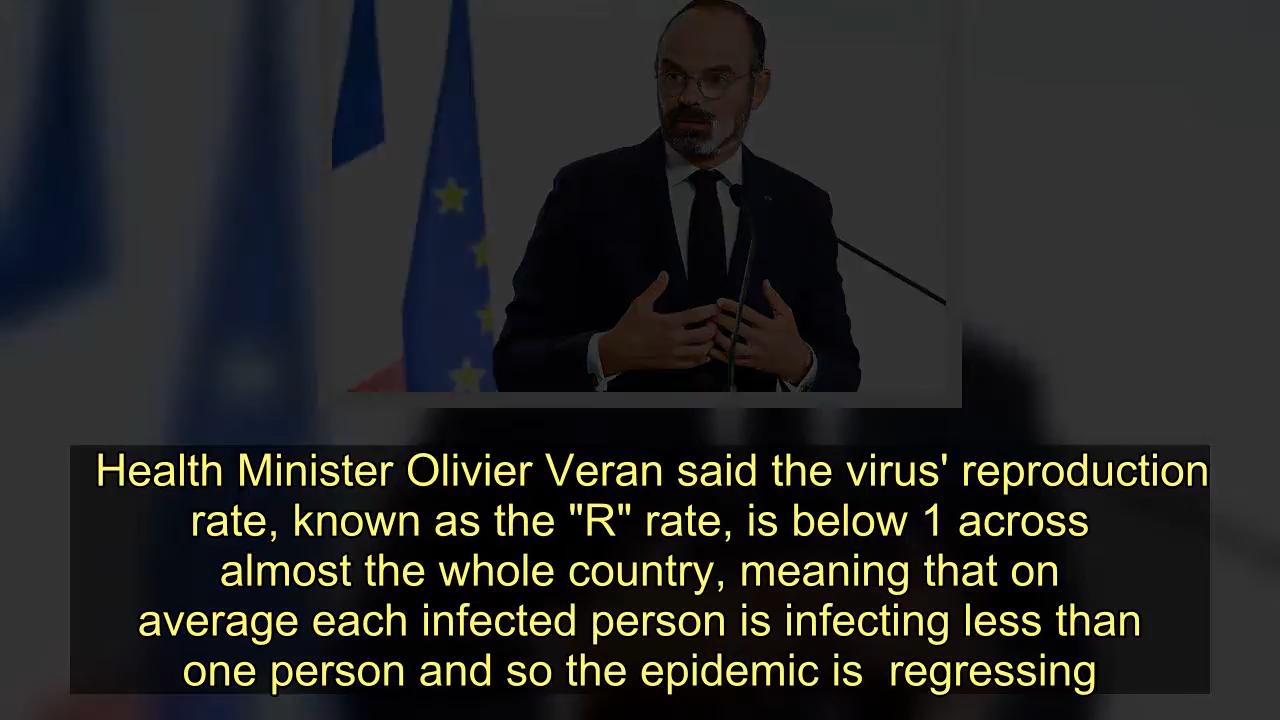 Health Minister Olivier Veran said the virus' reproduction
rate, known as the "R" rate, is below 1 across
almost the whole country, meaning that on
average each infected person is infecting less than
one person and so the epidemic is  regressing